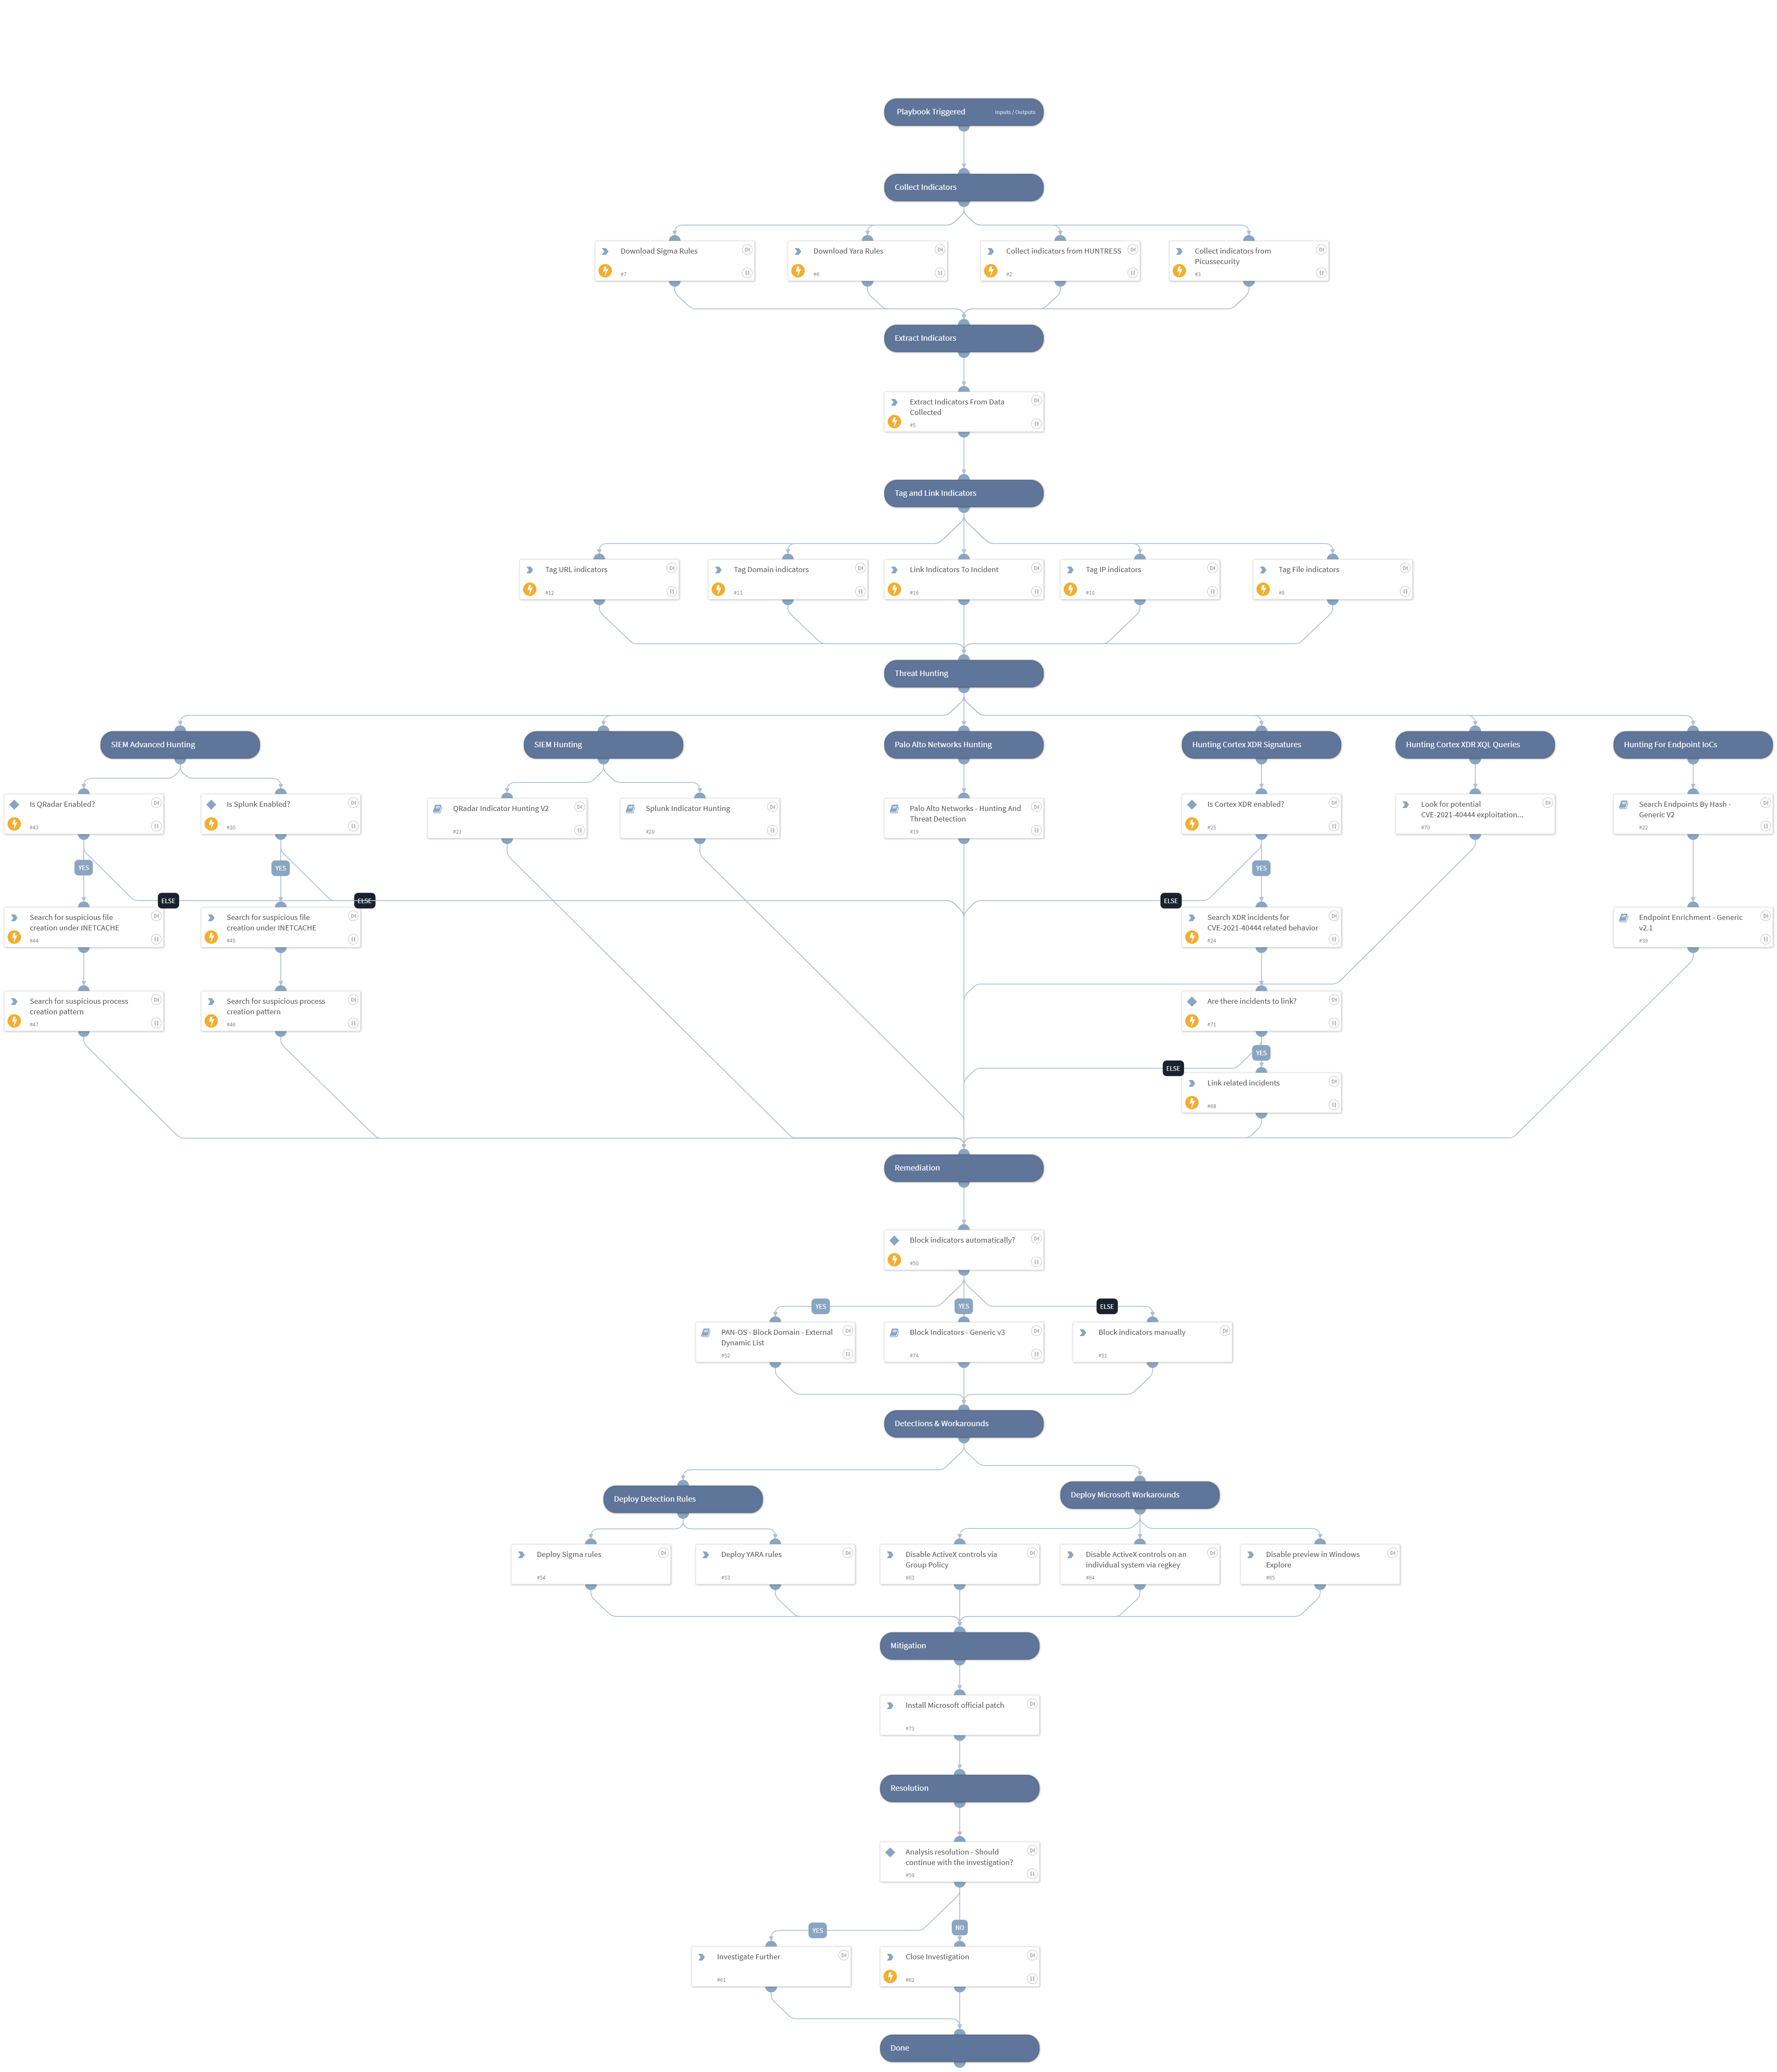 Playbook Triggered
Inputs / Outputs
Collect Indicators
Download Sigma Rules
#7
Download Yara Rules
#6
Collect indicators from HUNTRESS
#2
Collect indicators from
Picussecurity
#3
Extract Indicators
Extract Indicators From Data
Collected
#5
Tag and Link Indicators
Tag URL indicators
#12
Tag Domain indicators
#11
Link Indicators To Incident
#16
Tag IP indicators
#10
Tag File indicators
#9
Threat Hunting
SIEM Advanced Hunting
SIEM Hunting
Palo Alto Networks Hunting
Hunting Cortex XDR Signatures
Hunting Cortex XDR XQL Queries
Hunting For Endpoint IoCs
Is QRadar Enabled?
Is Splunk Enabled?
#30
QRadar Indicator Hunting V2
#21
Splunk Indicator Hunting
#20
Palo Alto Networks - Hunting And
Threat Detection
#19
Is Cortex XDR enabled?
#25
Look for potential
CVE-2021-40444 exploitation...
#70
Search Endpoints By Hash -
Generic V2
#22
YES
YES
YES
ELSE
ELSE
ELSE
Search for suspicious file
creation under INETCACHE
#44
Search for suspicious file
creation under INETCACHE
#45
Search XDR incidents for
CVE-2021-40444 related behavior
#24
Endpoint Enrichment - Generic
v2.1
#39
Search for suspicious process
creation pattern
#47
Search for suspicious process
creation pattern
#46
Are there incidents to link?
#71
YES
ELSE
Link related incidents
#68
Remediation
Block indicators automatically?
#50
YES
YES
ELSE
PAN-OS - Block Domain - External
Dynamic List
#52
Block Indicators - Generic v3
#74
Block indicators manually
#51
Detections & Workarounds
Deploy Detection Rules
Deploy Microsoft Workarounds
Deploy Sigma rules
#54
Deploy YARA rules
#53
Disable ActiveX controls via
Group Policy
#63
Disable ActiveX controls on an
individual system via regkey
#64
Disable preview in Windows
Explore
#65
Mitigation
Install Microsoft official patch
#73
Resolution
Analysis resolution - Should
continue with the investigation?
#59
YES
NO
Investigate Further
#61
Close Investigation
#62
Done